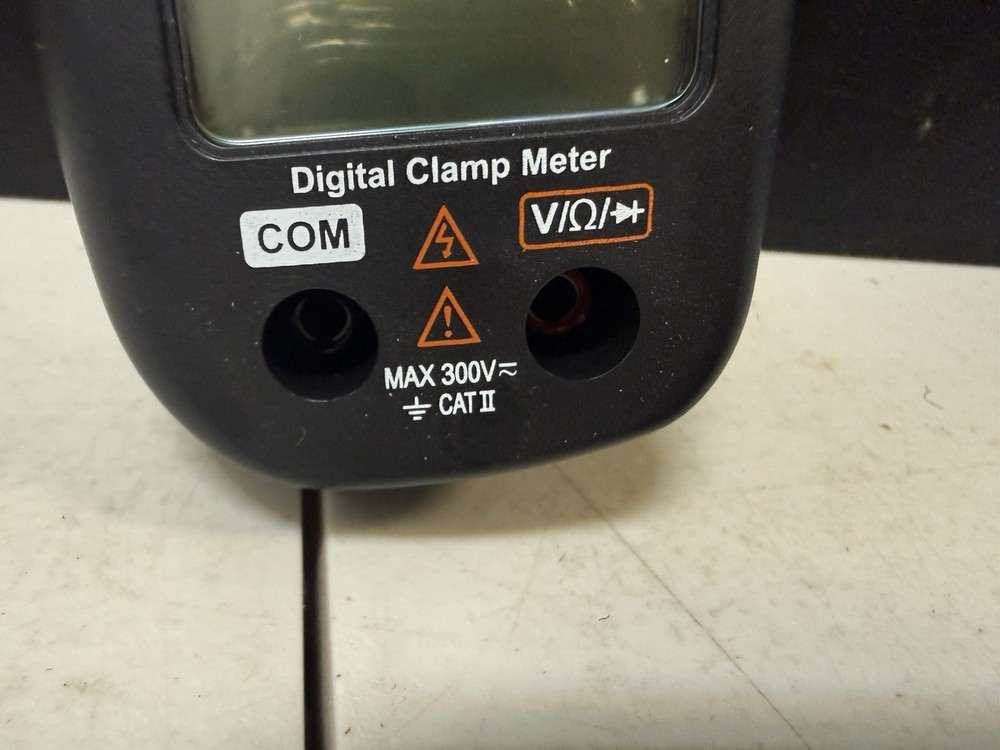 Digital Clamp Meter
COM
V/Ω/
MAX 300V⎓
CAT II